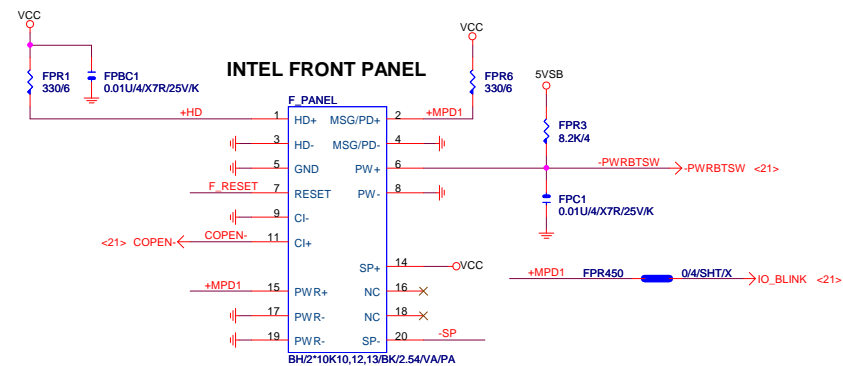 VCC
VCC
INTEL FRONT PANEL
5VSB
FPR1
330/6
FPBC1
0.01U/4/X7R/25V/K
FPR6
330/6
F_PANEL
+HD 1 HD+ MSG/PD+ 2 +MPD1
FPR3
8.2K/4
3 HD- MSG/PD- 4
5 GND PW+ 6 -PWRBTSW -PWRBTSW <21>
F_RESET 7 RESET PW- 8
FPC1
0.01U/4/X7R/25V/K
9 CI-
<21> COPEN- COPEN- 11 CI+
SP+ 14 VCC
+MPD1 FPR450 0/4/SHT/X IO_BLINK <21>
+MPD1 15 PWR+ NC 16
17 PWR- NC 18
19 PWR- SP- 20 -SP
BH/2*10K10,12,13/BK/2.54/VA/PA